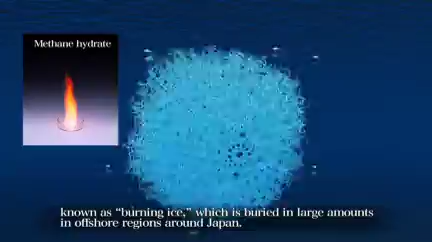 Methane hydrate
known as “burning ice,” which is buried in large amounts
in offshore regions around Japan.